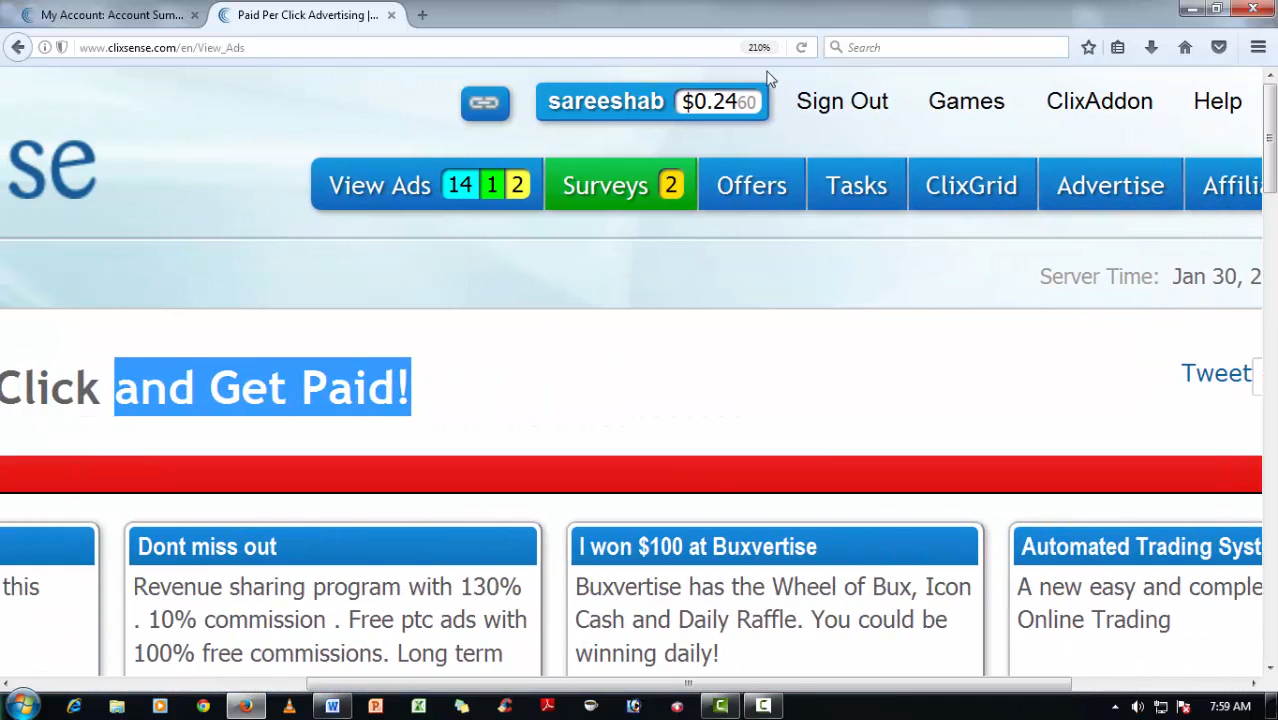 My Account: Account Sum...
Paid Per Click Advertising |...
www.clixsense.com/en/View_Ads
210%
Search
se
sareeshab $0.2460
Sign Out
Games
ClixAddon
Help
View Ads 14 1 2
Surveys 2
Offers
Tasks
ClixGrid
Advertise
Affili
Server Time: Jan 30, 2
Click and Get Paid!
Tweet
this
Dont miss out
Revenue sharing program with 130%
. 10% commission . Free ptc ads with
100% free commissions. Long term
I won $100 at Buxvertise
Buxvertise has the Wheel of Bux, Icon
Cash and Daily Raffle. You could be
winning daily!
Automated Trading Syst
A new easy and comple
Online Trading
7:59 AM